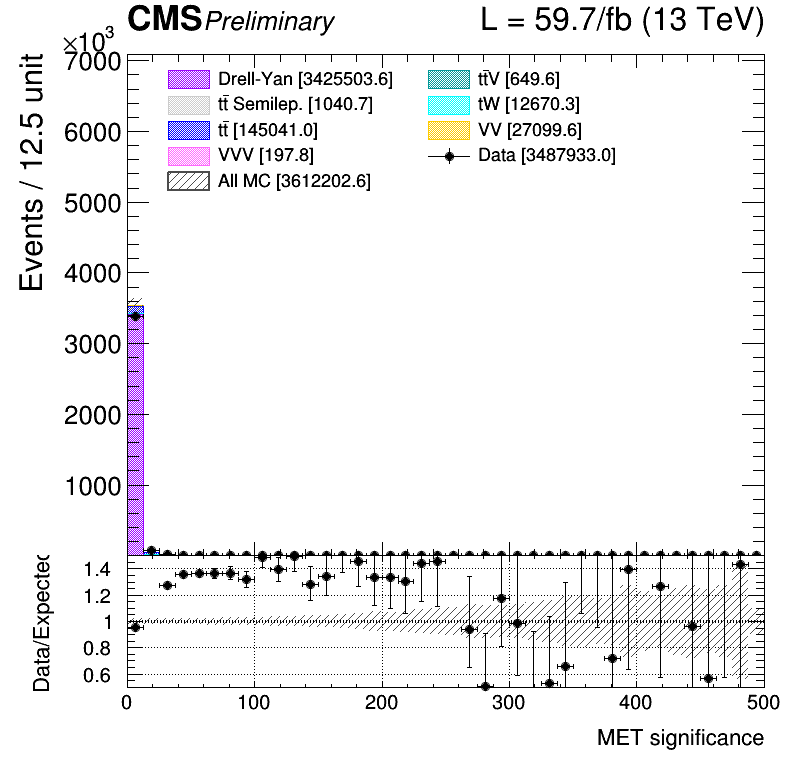 CMS Preliminary L = 59.7/fb (13 TeV)
×10³
7000
6000
5000
4000
3000
2000
1000
Events / 12.5 unit
Drell-Yan [3425503.6]
tt̄ Semilep. [1040.7]
tt̄ [145041.0]
VVV [197.8]
All MC [3612202.6]
tt̄V [649.6]
tW [12670.3]
VV [27099.6]
Data [3487933.0]
Data/Expected
1.4
1.2
1
0.8
0.6
0 100 200 300 400 500
MET significance